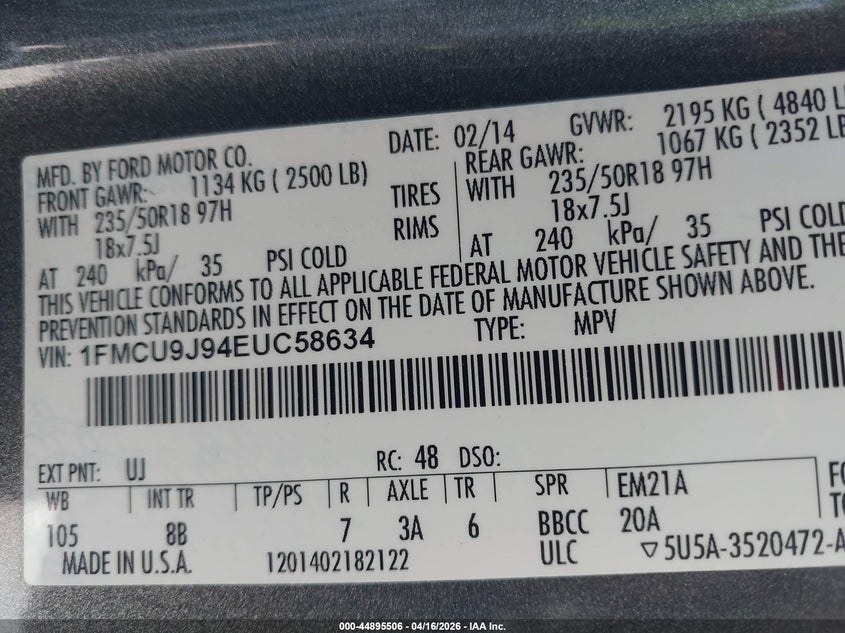 MFD. BY FORD MOTOR CO. DATE: 02/14 GVWR: 2195 KG ( 4840 L
FRONT GAWR: 1134 KG ( 2500 LB) REAR GAWR: 1067 KG ( 2352 LB
WITH 235/50R18 97H TIRES WITH 235/50R18 97H
18x7.5J RIMS 18x7.5J
AT 240 kPa/ 35 PSI COLD AT 240 kPa/ 35 PSI COLD
THIS VEHICLE CONFORMS TO ALL APPLICABLE FEDERAL MOTOR VEHICLE SAFETY AND THE
PREVENTION STANDARDS IN EFFECT ON THE DATE OF MANUFACTURE SHOWN ABOVE.
VIN: 1FMCU9J94EUC58634 TYPE: MPV
EXT PNT: UJ RC: 48 DSO:
WB INT TR TP/PS R AXLE TR SPR EM21A
105 8B 7 3A 6 BBCC 20A
MADE IN U.S.A. 1201402182122 ULC ▽5U5A-3520472-A
000-44895506 - 04/16/2026 - IAA Inc.